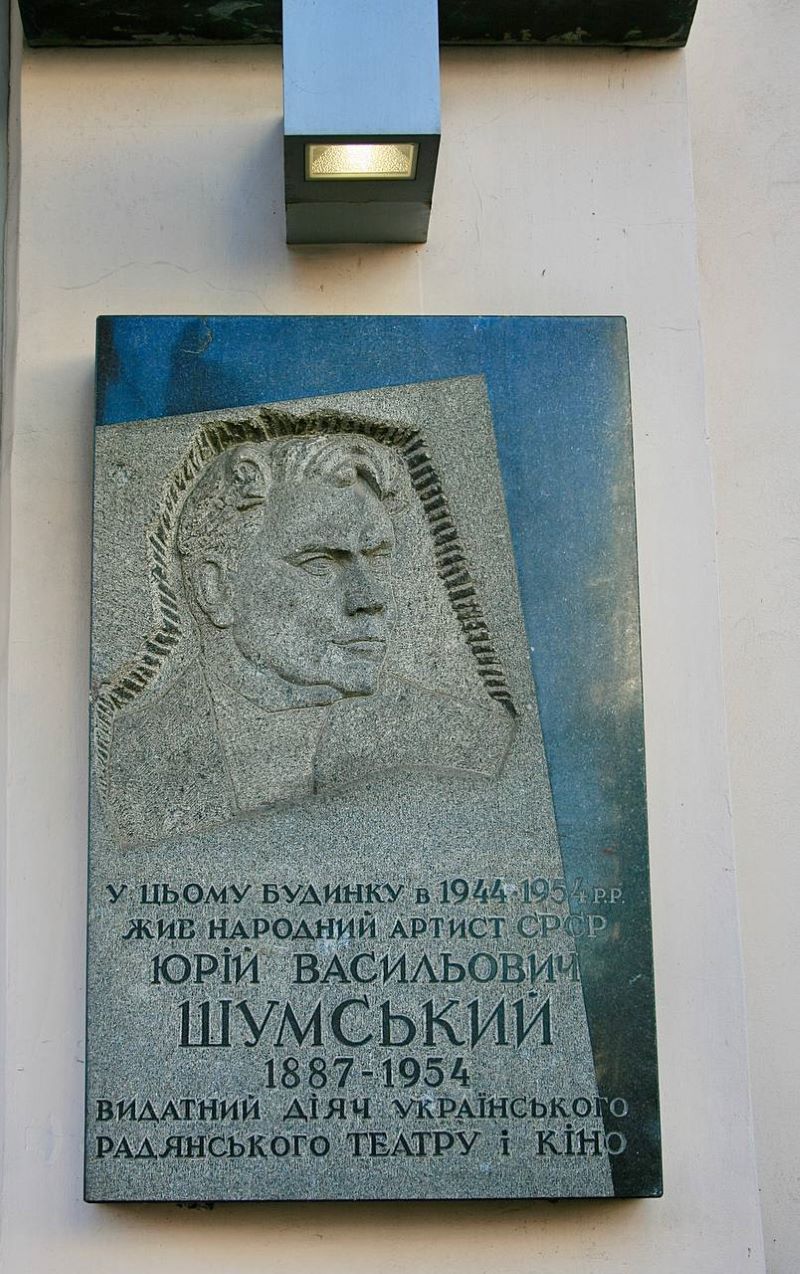 У ЦЬОМУ БУДИНКУ В 1944-1954 Р.Р.
ЖИВ НАРОДНИЙ АРТИСТ СРСР
ЮРІЙ ВАСИЛЬОВИЧ
ШУМСЬКИЙ
1887-1954
ВИДАТНИЙ ДІЯЧ УКРАЇНСЬКОГО
РАДЯНСЬКОГО ТЕАТРУ І КІНО